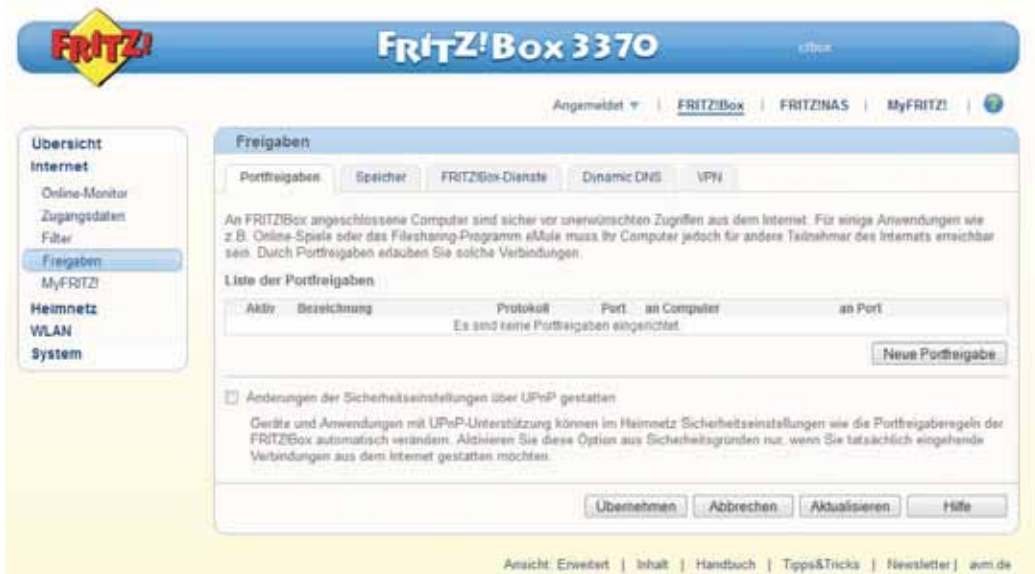 FRITZ!
FRITZ!Box 3370
Angemeldet | FRITZ!Box | FRITZ!NAS | MyFRITZ! | ?
Übersicht
Internet
Online-Monitor
Zugangsdaten
Filter
Freigaben
MyFRITZ!
Heimnetz
WLAN
System
Freigaben
Portfreigaben Speicher FRITZ!Box-Dienste Dynamic DNS VPN
An FRITZ!Box angeschlossene Computer sind sicher vor unerwünschten Zugriffen aus dem Internet. Für einige Anwendungen wie
z.B. Online-Spiele oder das Filesharing-Programm eMule muss Ihr Computer jedoch für andere Teilnehmer des Internets erreichbar
sein. Durch Portfreigaben erlauben Sie solche Verbindungen.
Liste der Portfreigaben
Aktiv Bezeichnung Protokoll Port an Computer an Port
Es sind keine Portfreigaben eingerichtet
Neue Portfreigabe
Änderungen der Sicherheitseinstellungen über UPnP gestatten
Geräte und Anwendungen mit UPnP-Unterstützung können im Heimnetz Sicherheitseinstellungen wie die Portfreigaberegeln der
FRITZ!Box automatisch verändern. Aktivieren Sie diese Option aus Sicherheitsgründen nur, wenn Sie tatsächlich eingehende
Verbindungen aus dem Internet gestatten möchten.
Übernehmen Abbrechen Aktualisieren Hilfe
Ansicht: Erweitert | Inhalt | Handbuch | Tipps&Tricks | Newsletter | avm.de